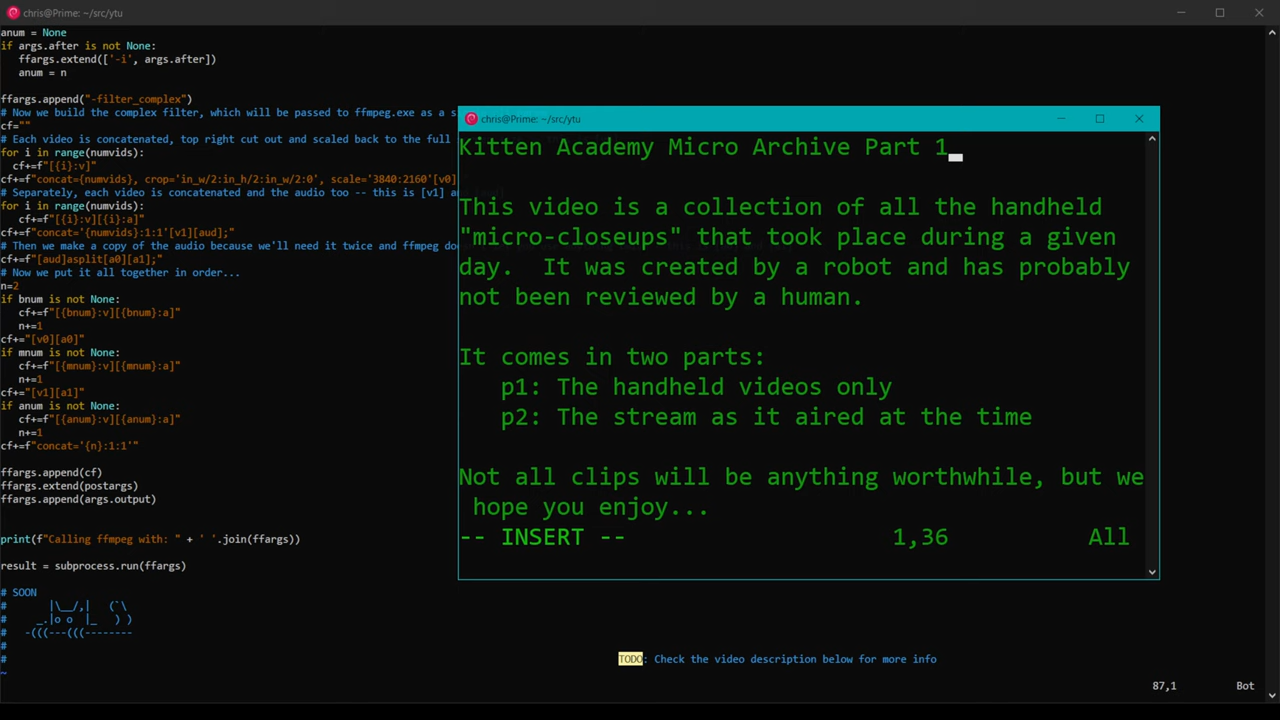 chris@Prime: ~/src/ytu
anum = None
if args.after is not None:
   ffargs.extend(['-i', args.after])
   anum = n
ffargs.append("-filter_complex")
# Now we build the complex filter, which will be passed to ffmpeg.exe as a s
cf=""
# Each video is concatenated, top right cut out and scaled back to the full
for i in range(numvids):
  cf+=f"[{i}:v]"
cf+=f"concat={numvids}, crop='in_w/2:in_h/2:in_w/2:0', scale='3840:2160'[v0]
# Separately, each video is concatenated and the audio too -- this is [v1] a
for i in range(numvids):
   cf+=f"[{i}:v][{i}:a]"
cf+=f"concat='{numvids}:1:1'[v1][aud];"
# Then we make a copy of the audio because we'll need it twice and ffmpeg do
cf+=f"[aud]asplit[a0][a1];"
# Now we put it all together in order...
n=2
if bnum is not None:
   cf+=f"[{bnum}:v][{bnum}:a]"
   n+=1
cf+="[v0][a0]"
if mnum is not None:
   cf+=f"[{mnum}:v][{mnum}:a]"
   n+=1
cf+="[v1][a1]"
if anum is not None:
   cf+=f"[{anum}:v][{anum}:a]"
   n+=1
cf+=f"concat='{n}:1:1'"
ffargs.append(cf)
ffargs.extend(postargs)
ffargs.append(args.output)
print(f"Calling ffmpeg with: " + ' '.join(ffargs))
result = subprocess.run(ffargs)
# SOON
#      |\__/,|   (`\
#    _.|o o  |_   ) )
#  -(((---(((--------
#
#
~
chris@Prime: ~/src/ytu
Kitten Academy Micro Archive Part 1
This video is a collection of all the handheld
"micro-closeups" that took place during a given
day.  It was created by a robot and has probably
not been reviewed by a human.
It comes in two parts:
   p1: The handheld videos only
   p2: The stream as it aired at the time
Not all clips will be anything worthwhile, but we
 hope you enjoy...
-- INSERT -- 1,36 All
TODO: Check the video description below for more info
87,1 Bot